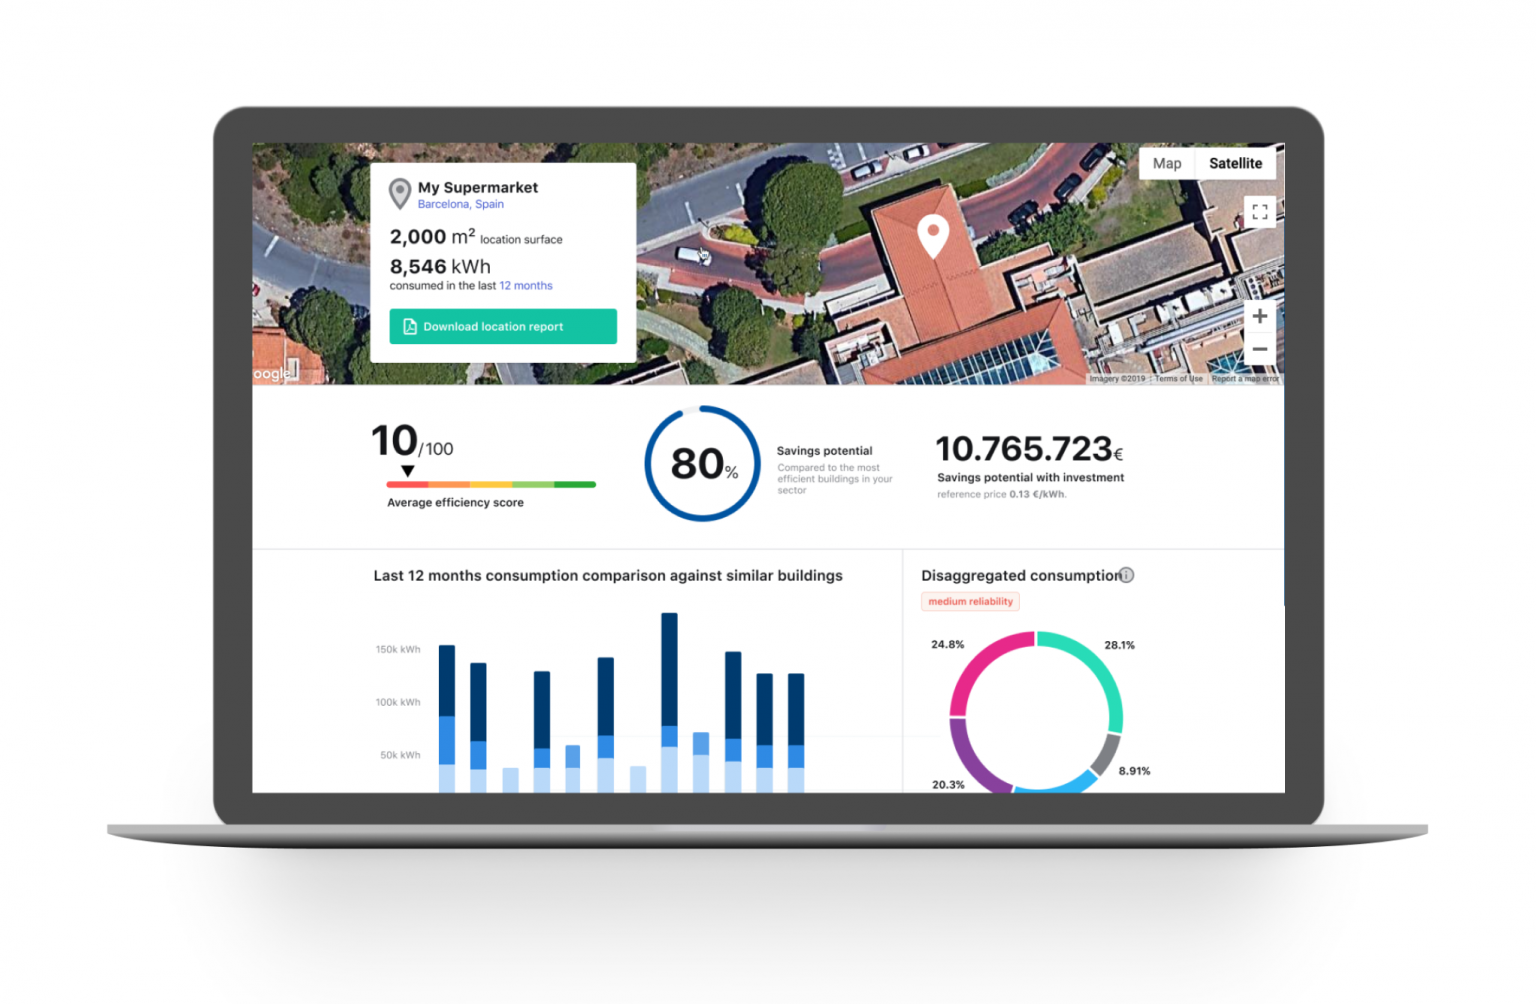 My Supermarket
Barcelona, Spain
2,000 m² location surface
8,546 kWh
consumed in the last 12 months
Download location report
Map
Satellite
+
−
oogle
Imagery ©2019
Terms of Use
Report a map error
10/100
Average efficiency score
80%
Savings potential
Compared to the most
efficient buildings in your
sector
10.765.723€
Savings potential with investment
reference price 0.13 €/kWh.
Last 12 months consumption comparison against similar buildings
150k kWh
100k kWh
50k kWh
Disaggregated consumption
i
medium reliability
24.8%
28.1%
8.91%
20.3%